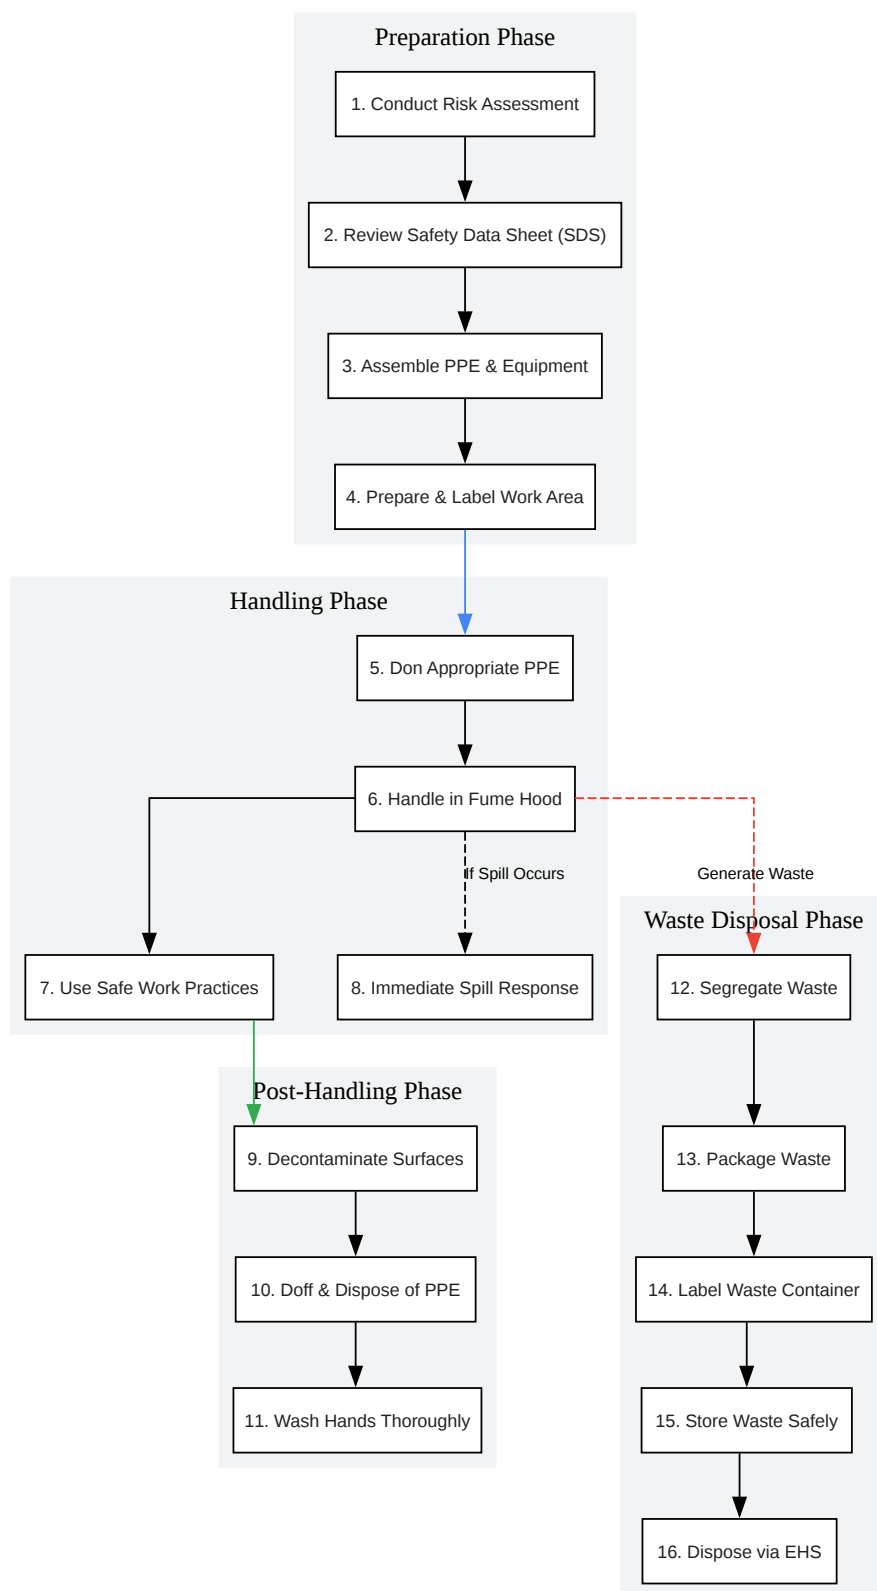 Preparation Phase
1. Conduct Risk Assessment
2. Review Safety Data Sheet (SDS)
3. Assemble PPE & Equipment
4. Prepare & Label Work Area
Handling Phase
5. Don Appropriate PPE
6. Handle in Fume Hood
If Spill Occurs
Generate Waste
7. Use Safe Work Practices
8. Immediate Spill Response
Post-Handling Phase
9. Decontaminate Surfaces
10. Doff & Dispose of PPE
11. Wash Hands Thoroughly
Waste Disposal Phase
12. Segregate Waste
13. Package Waste
14. Label Waste Container
15. Store Waste Safely
16. Dispose via EHS